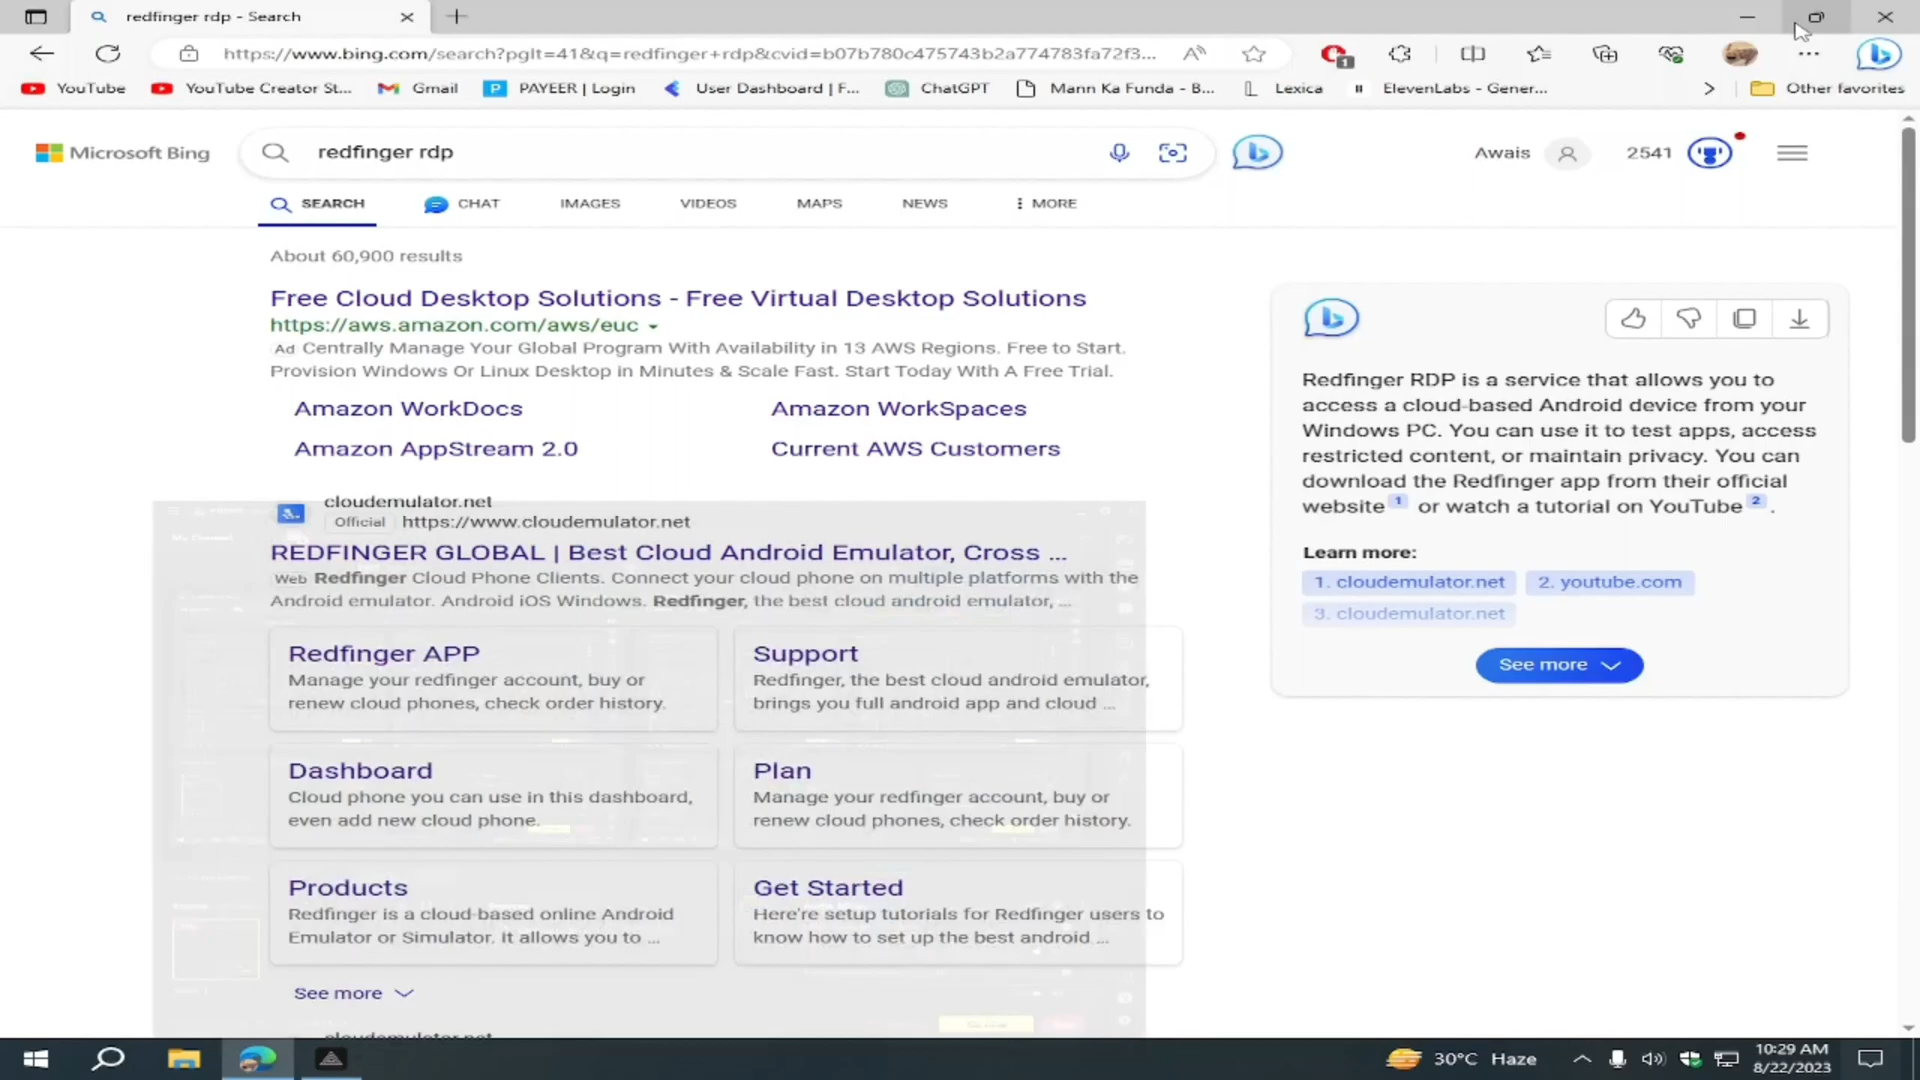 redfinger rdp - Search
https://www.bing.com/search?pglt=41&q=redfinger+rdp&cvid=b07b780c475743b2a774783fa72f3...
1
YouTube
YouTube Creator St...
Gmail
PAYEER | Login
User Dashboard | F...
ChatGPT
Mann Ka Funda - B...
Lexica
ElevenLabs - Gener...
Other favorites
Microsoft Bing
redfinger rdp
Awais
2541
SEARCH
CHAT
IMAGES
VIDEOS
MAPS
NEWS
MORE
About 60,900 results
Free Cloud Desktop Solutions - Free Virtual Desktop Solutions
https://aws.amazon.com/aws/euc
Ad Centrally Manage Your Global Program With Availability in 13 AWS Regions. Free to Start.
Provision Windows Or Linux Desktop in Minutes & Scale Fast. Start Today With A Free Trial.
Amazon WorkDocs
Amazon WorkSpaces
Amazon AppStream 2.0
Current AWS Customers
cloudemulator.net
Official https://www.cloudemulator.net
REDFINGER GLOBAL | Best Cloud Android Emulator, Cross ...
Web Redfinger Cloud Phone Clients. Connect your cloud phone on multiple platforms with the
Android emulator. Android iOS Windows. Redfinger, the best cloud android emulator, ...
Redfinger APP
Manage your redfinger account, buy or
renew cloud phones, check order history.
Support
Redfinger, the best cloud android emulator,
brings you full android app and cloud ...
Dashboard
Cloud phone you can use in this dashboard,
even add new cloud phone.
Plan
Manage your redfinger account, buy or
renew cloud phones, check order history.
Products
Redfinger is a cloud-based online Android
Emulator or Simulator. It allows you to ...
Get Started
Here're setup tutorials for Redfinger users to
know how to set up the best android ...
See more
cloudemulator.net
Redfinger RDP is a service that allows you to
access a cloud-based Android device from your
Windows PC. You can use it to test apps, access
restricted content, or maintain privacy. You can
download the Redfinger app from their official
website 1 or watch a tutorial on YouTube 2 .
Learn more:
1. cloudemulator.net
2. youtube.com
3. cloudemulator.net
See more
30°C Haze
10:29 AM
8/22/2023